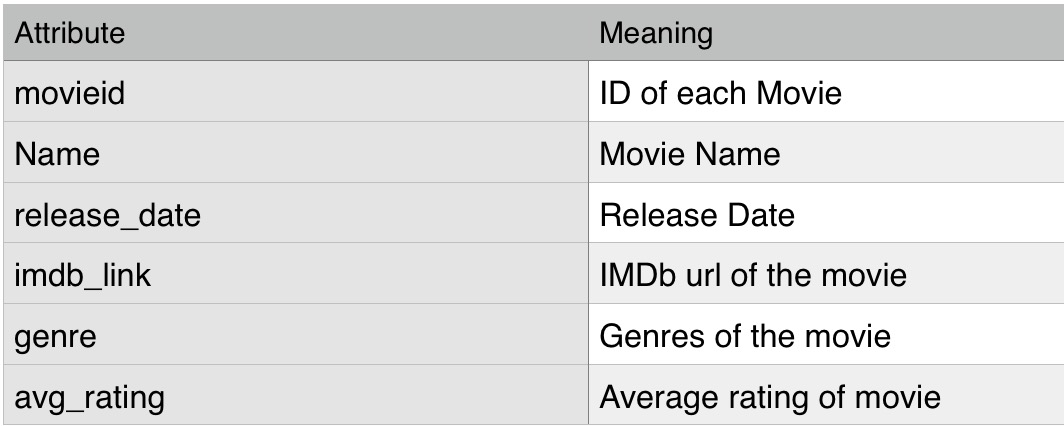 Attribute Meaning
movieid ID of each Movie
Name Movie Name
release_date Release Date
imdb_link IMDb url of the movie
genre Genres of the movie
avg_rating Average rating of movie